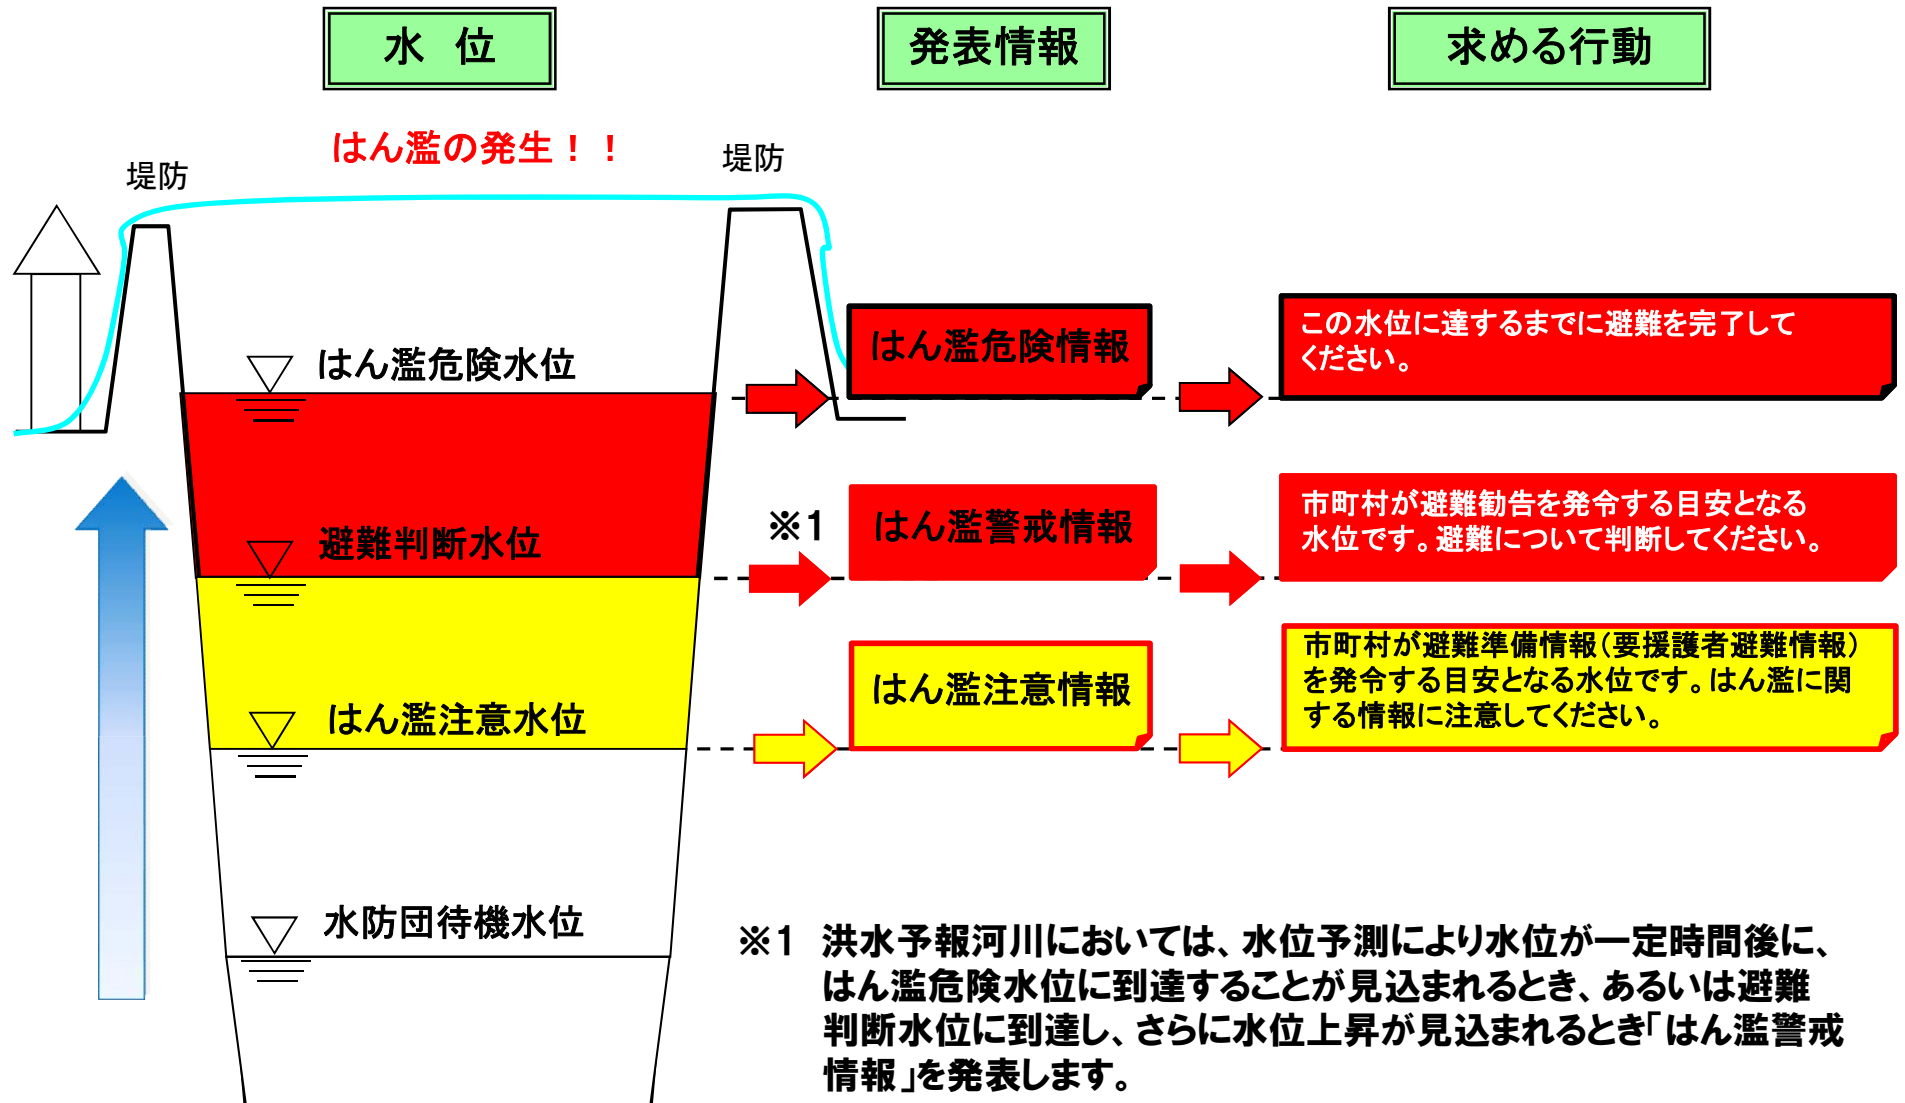 水 位
発表情報
求める行動
はん濫の発生！！
堤防
堤防
はん濫危険水位
はん濫危険情報
この水位に達するまでに避難を完了して
ください。
避難判断水位
※1
はん濫警戒情報
市町村が避難勧告を発令する目安となる
水位です。避難について判断してください。
はん濫注意水位
はん濫注意情報
市町村が避難準備情報（要援護者避難情報）
を発令する目安となる水位です。はん濫に関
する情報に注意してください。
水防団待機水位
※1 洪水予報河川においては、水位予測により水位が一定時間後に、
はん濫危険水位に到達することが見込まれるとき、あるいは避難
判断水位に到達し、さらに水位上昇が見込まれるとき「はん濫警戒
情報」を発表します。